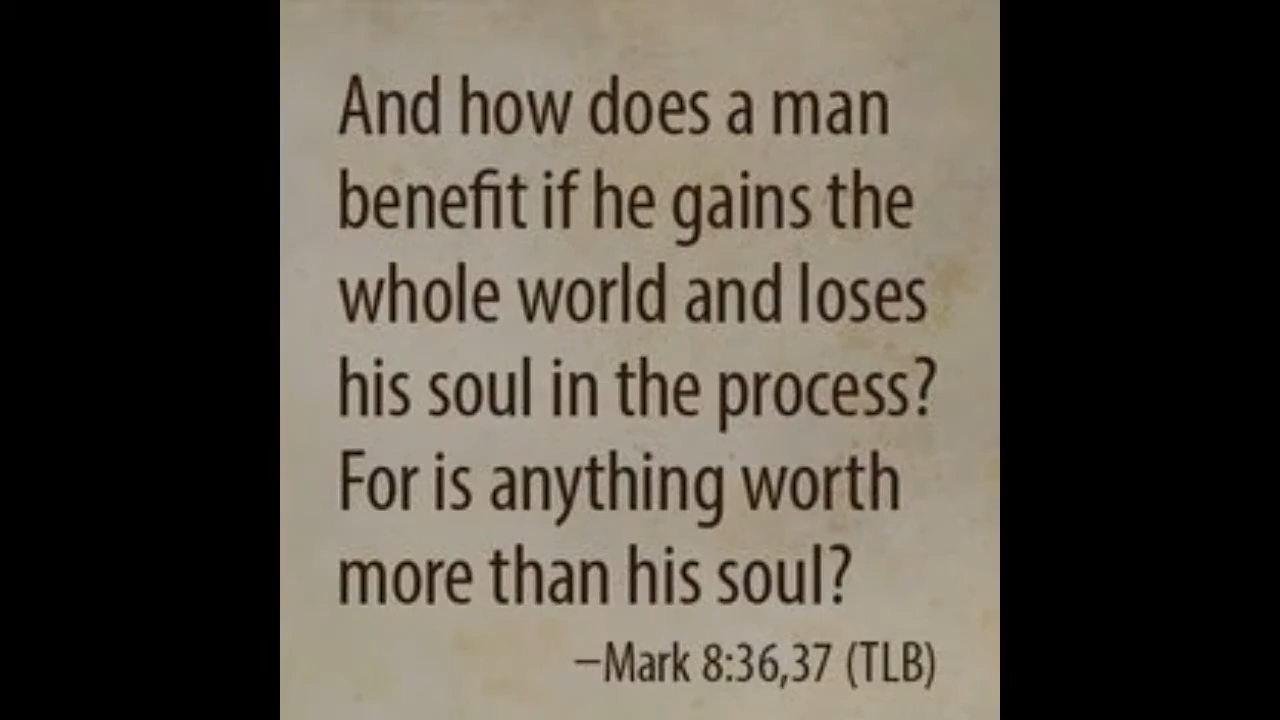 And how does a man
benefit if he gains the
whole world and loses
his soul in the process?
For is anything worth
more than his soul?
–Mark 8:36,37 (TLB)